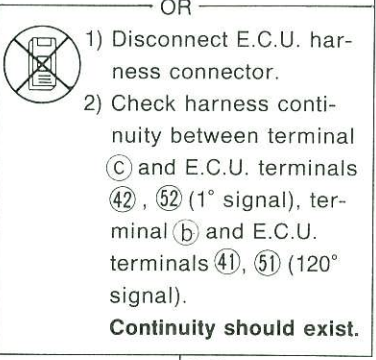 OR
1) Disconnect E.C.U. har-
ness connector.
2) Check harness conti-
nuity between terminal
ⓒ and E.C.U. terminals
㊷, 52 (1° signal), ter-
minal ⓑ and E.C.U.
terminals ㊶, 51 (120°
signal).
Continuity should exist.